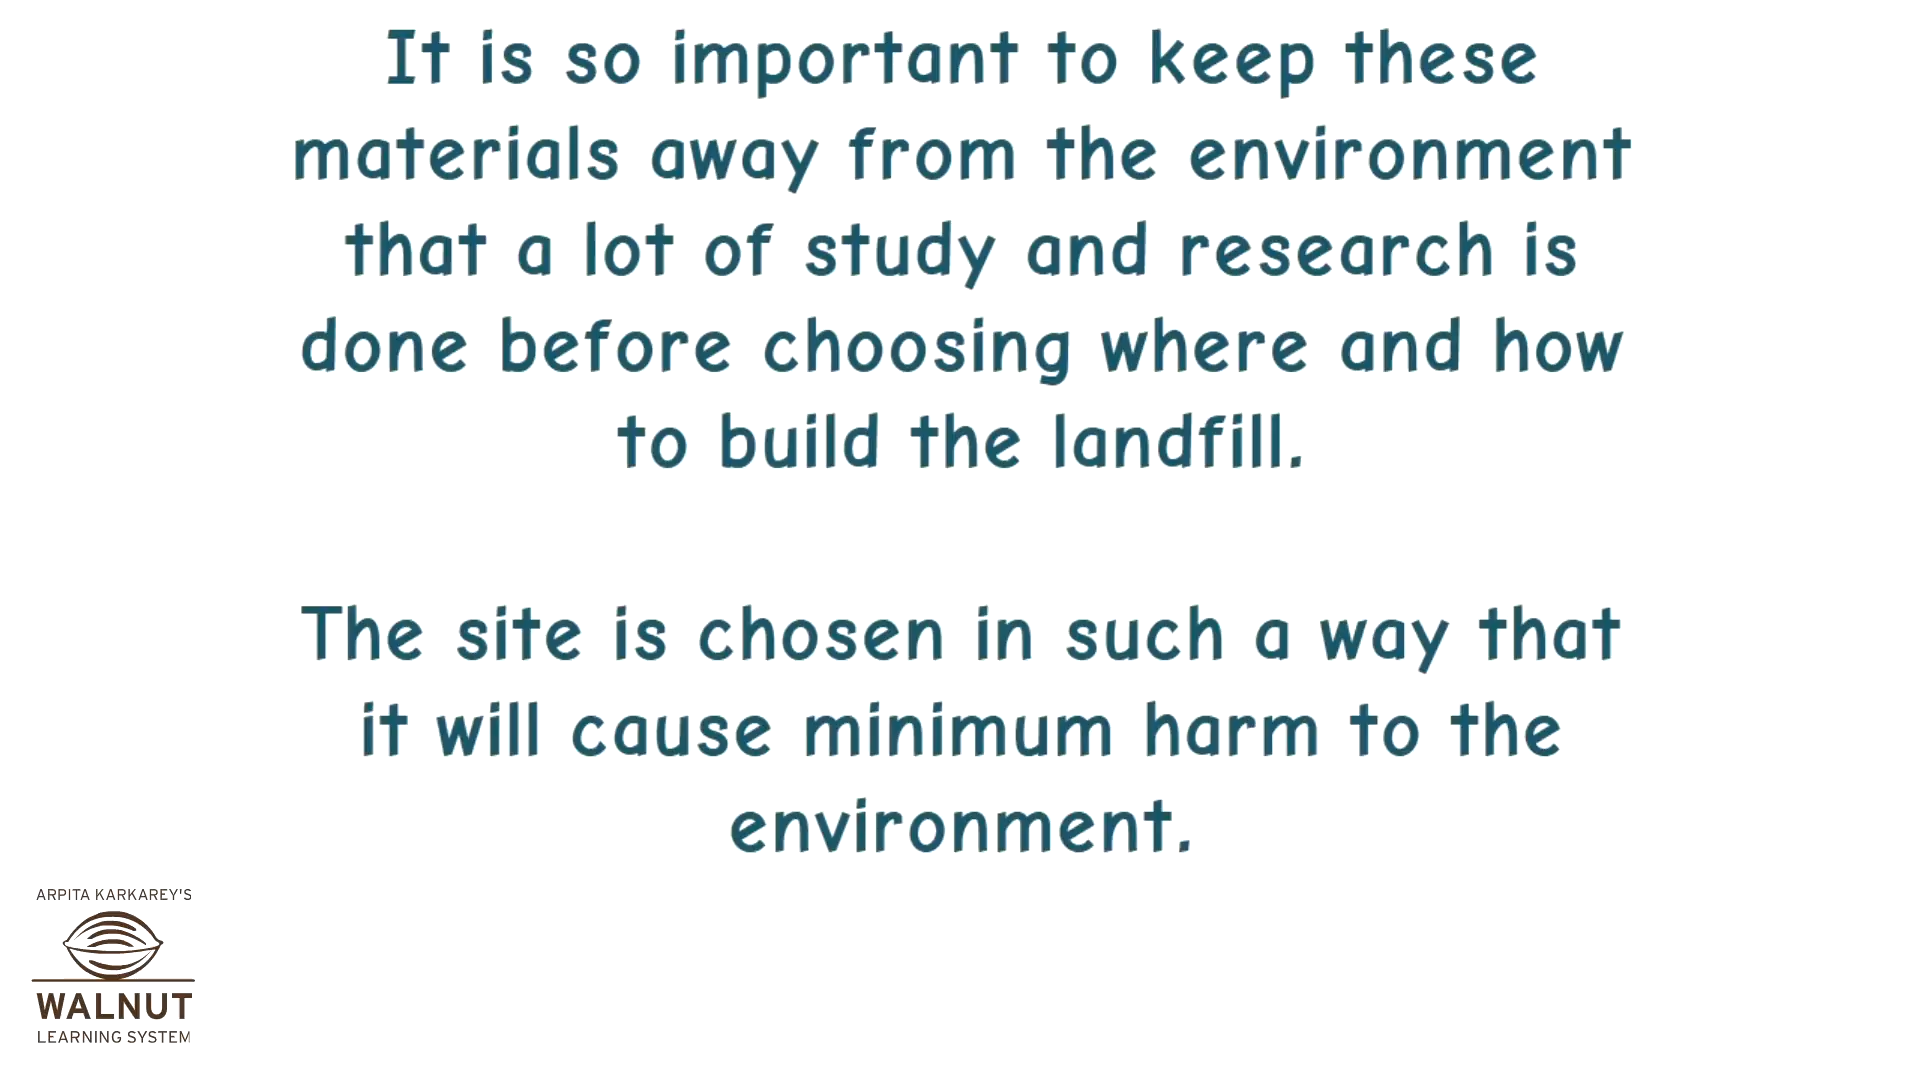 It is so important to keep these
materials away from the environment
that a lot of study and research is
done before choosing where and how
to build the landfill.
The site is chosen in such a way that
it will cause minimum harm to the
environment.
ARPITA KARKAREY'S
WALNUT
LEARNING SYSTEM